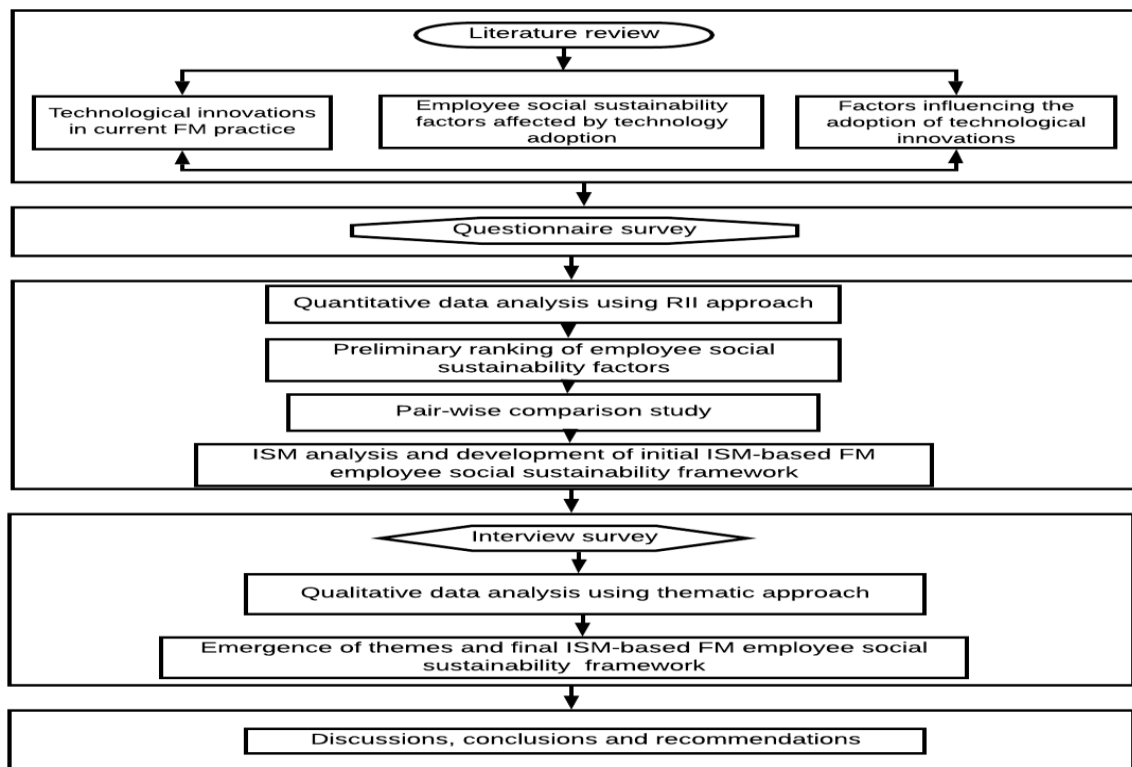 Literature review
Technological innovations
in current FM practice
Employee social sustainability
factors affected by technology
adoption
Factors influencing the
adoption of technological
innovations
Questionnaire survey
Quantitative data analysis using RII approach
Preliminary ranking of employee social
sustainability factors
Pair-wise comparison study
ISM analysis and development of initial ISM-based FM
employee social sustainability framework
Interview survey
Qualitative data analysis using thematic approach
Emergence of themes and final ISM-based FM employee social
sustainability framework
Discussions, conclusions and recommendations